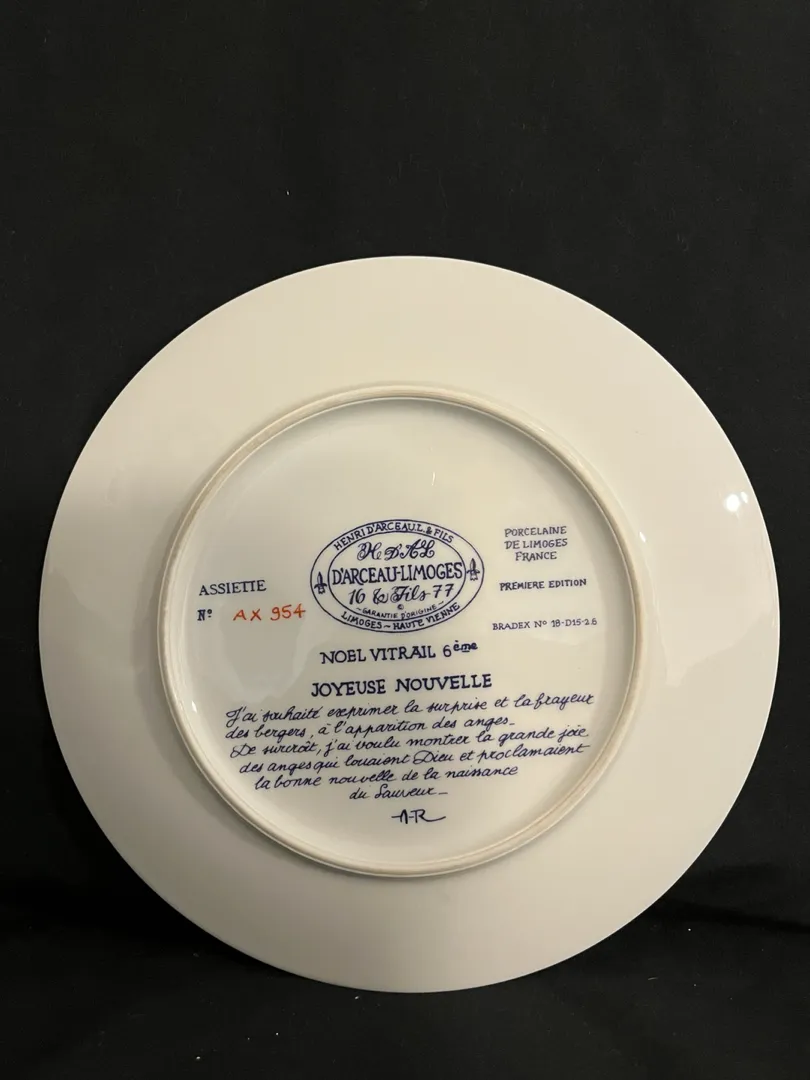 HENRI D'ARCEAU L. & FILS
H. D'A.L
D'ARCEAU-LIMOGES
16 & Fils 77
~GARANTIE D'ORIGINE~
©
LIMOGES ~ HAUTE VIENNE
ASSIETTE
Nº AX 954
PORCELAINE
DE LIMOGES
FRANCE
PREMIERE EDITION
BRADEX Nº 18-D15-2.6
NOEL VITRAIL 6ème
JOYEUSE NOUVELLE
J'ai souhaité exprimer la surprise et la frayeur
des bergers, à l'apparition des anges_
De surcroît, j'ai voulu montrer la grande joie
des anges qui louaient Dieu et proclamaient
la bonne nouvelle de la naissance
du Sauveur_
A-R